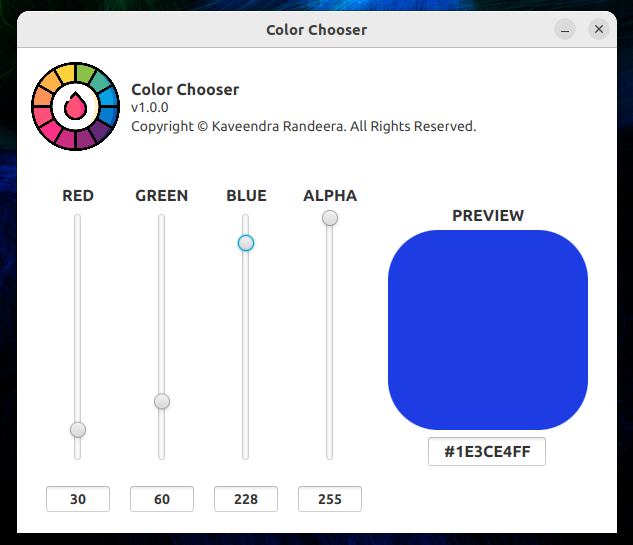 Color Chooser
Color Chooser
v1.0.0
Copyright © Kaveendra Randeera. All Rights Reserved.
RED GREEN BLUE ALPHA
PREVIEW
#1E3CE4FF
30 60 228 255